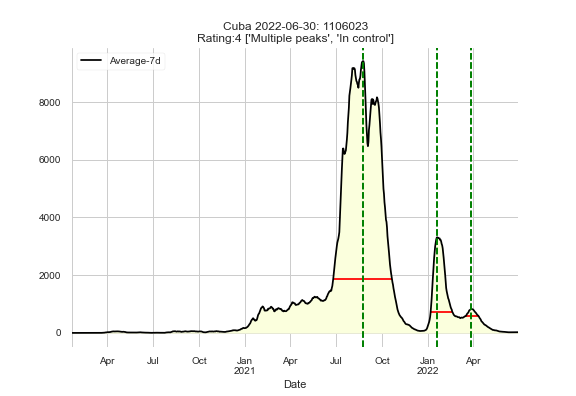 Cuba 2022-06-30: 1106023
Rating:4 ['Multiple peaks', 'In control']
Average-7d
8000
6000
4000
2000
0
Apr Jul Oct Jan Apr Jul Oct Jan Apr
2021 2022
Date